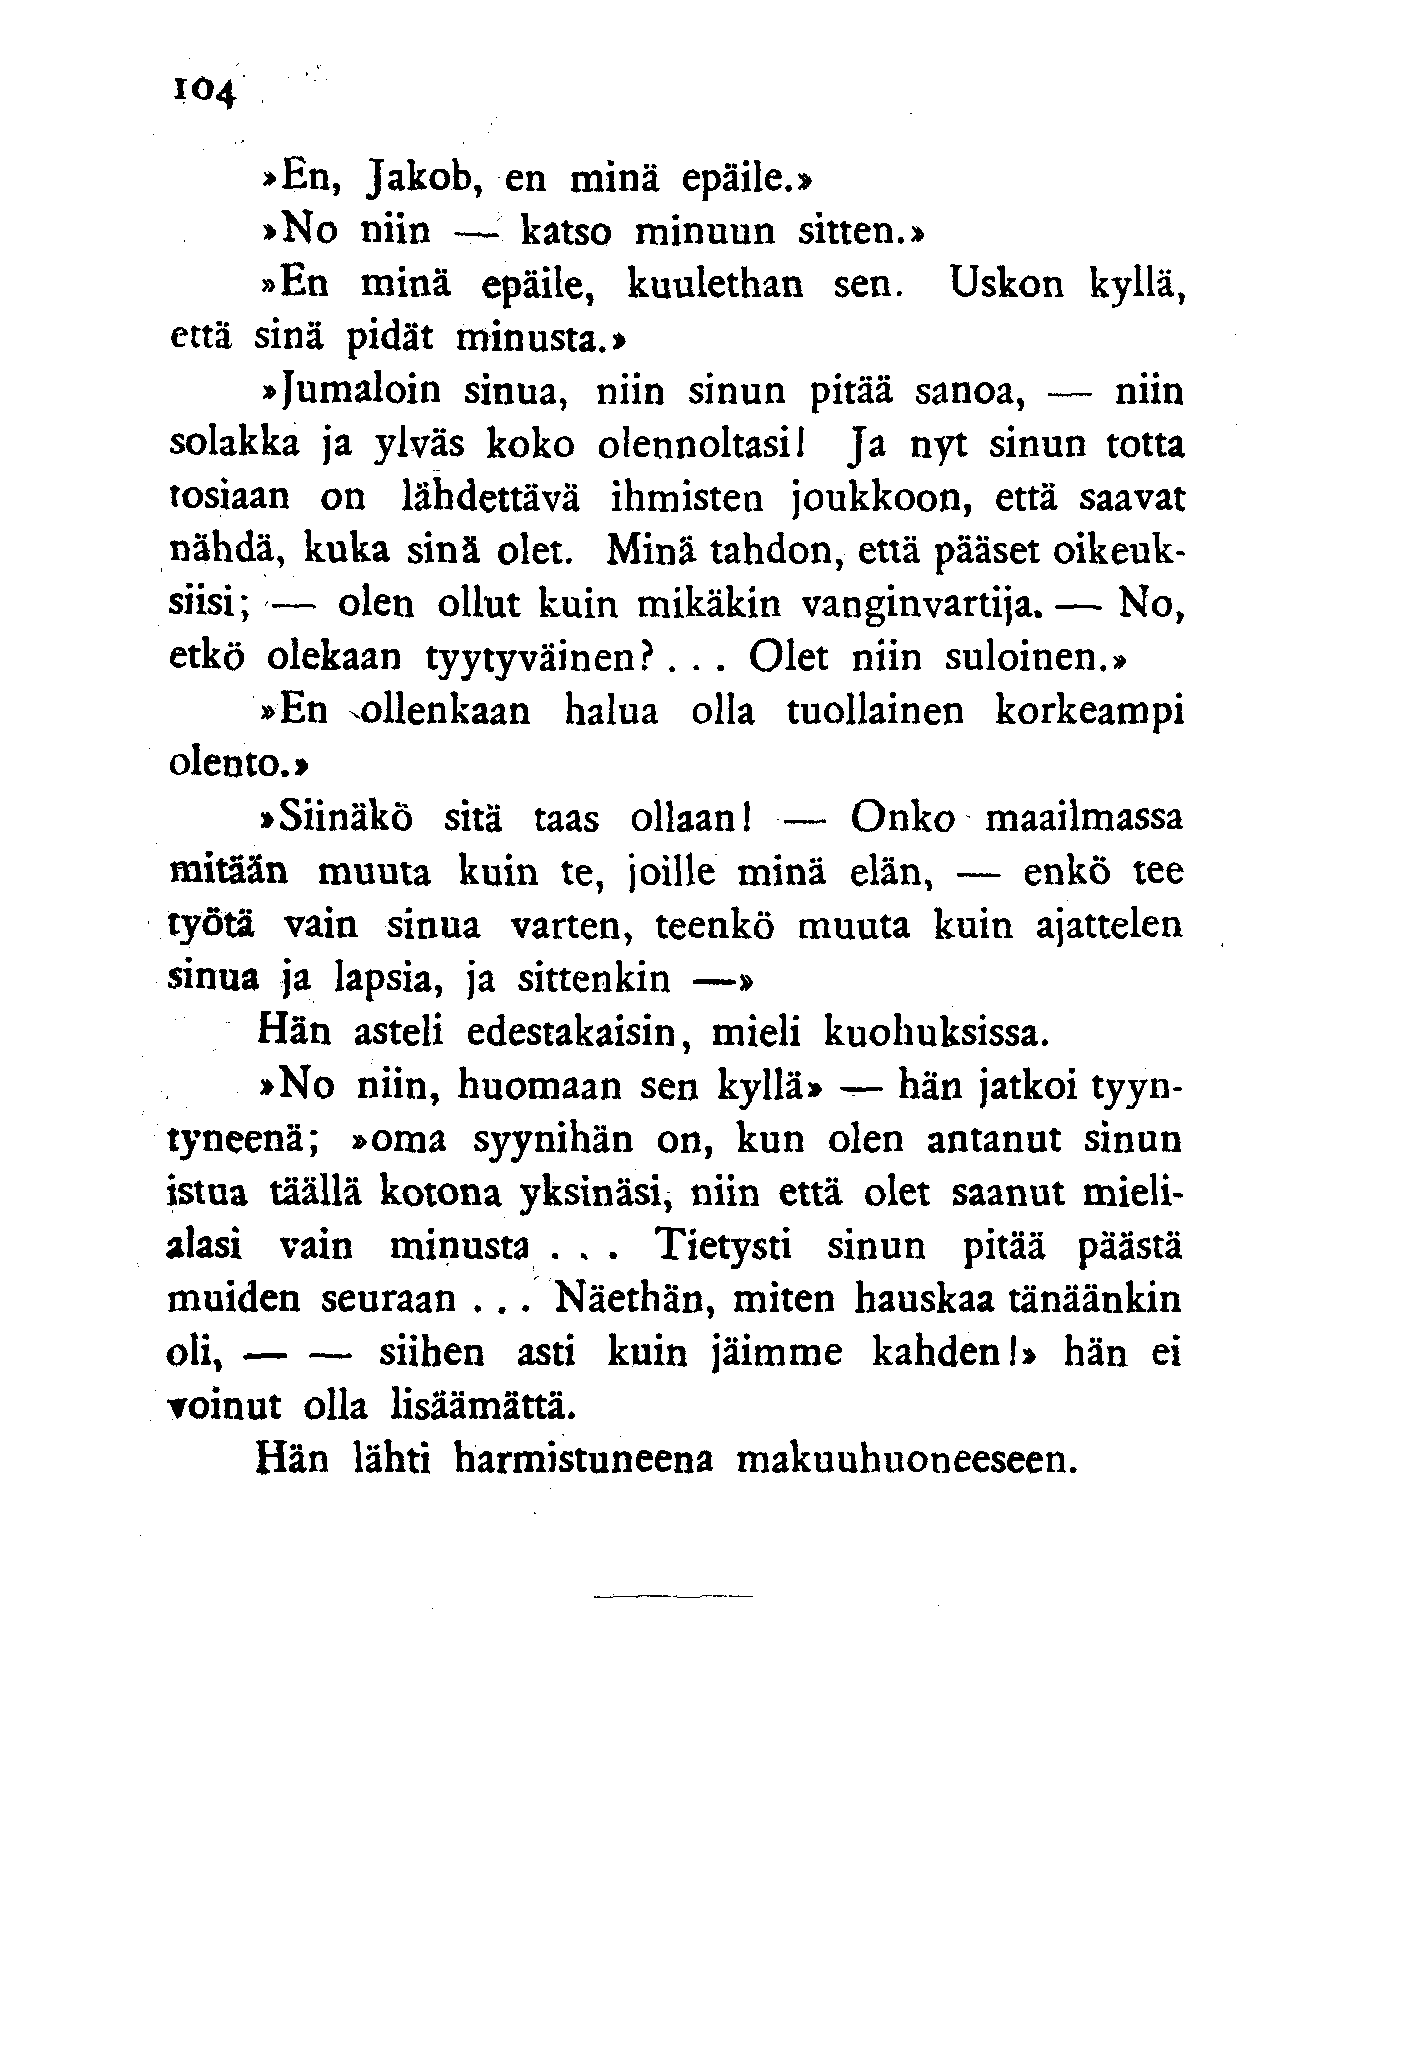 104
»En, Jakob, en minä epäile.»
»No niin — katso minuun sitten.»
»En minä epäile, kuulethan sen. Uskon kyllä,
että sinä pidät minusta.»
»Jumaloin sinua, niin sinun pitää sanoa, — niin
solakka ja ylväs koko olennoltasi! Ja nyt sinun totta
tosiaan on lähdettävä ihmisten joukkoon, että saavat
nähdä, kuka sinä olet. Minä tahdon, että pääset oikeuk-
siisi; — olen ollut kuin mikäkin vanginvartija. — No,
etkö olekaan tyytyväinen? . . . Olet niin suloinen.»
»En ollenkaan halua olla tuollainen korkeampi
olento.»
»Siinäkö sitä taas ollaan! — Onko maailmassa
mitään muuta kuin te, joille minä elän, — enkö tee
työtä vain sinua varten, teenkö muuta kuin ajattelen
sinua ja lapsia, ja sittenkin —»
Hän asteli edestakaisin, mieli kuohuksissa.
»No niin, huomaan sen kyllä» — hän jatkoi tyyn-
tyneenä; »oma syynihän on, kun olen antanut sinun
istua täällä kotona yksinäsi, niin että olet saanut mieli-
alasi vain minusta . . . Tietysti sinun pitää päästä
muiden seuraan . . . Näethän, miten hauskaa tänäänkin
oli, — — siihen asti kuin jäimme kahden!» hän ei
voinut olla lisäämättä.
Hän lähti harmistuneena makuuhuoneeseen.